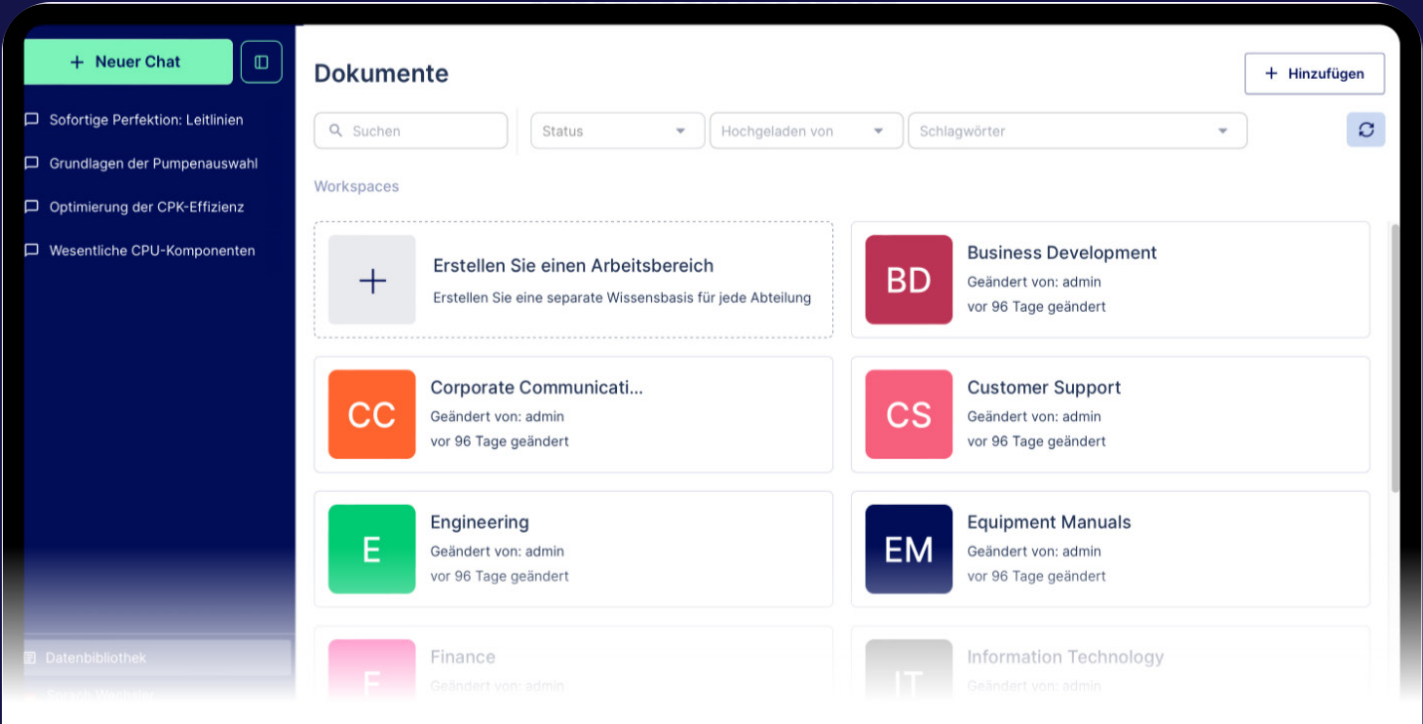 Neuer Chat
Sofortige Perfektion: Leitlinien
Grundlagen der Pumpenauswahl
Optimierung der CPK-Effizienz
Wesentliche CPU-Komponenten
Datenbibliothek
Dokumente
+ Hinzufügen
Suchen
Status
Hochgeladen von
Schlagwörter
Workspaces
Erstellen Sie einen Arbeitsbereich
Erstellen Sie eine separate Wissensbasis für jede Abteilung
BD
Business Development
Geändert von: admin
vor 96 Tage geändert
CC
Corporate Communicati...
Geändert von: admin
vor 96 Tage geändert
CS
Customer Support
Geändert von: admin
vor 96 Tage geändert
E
Engineering
Geändert von: admin
vor 96 Tage geändert
EM
Equipment Manuals
Geändert von: admin
vor 96 Tage geändert
F
Finance
Geändert von: admin
IT
Information Technology
Geändert von: admin